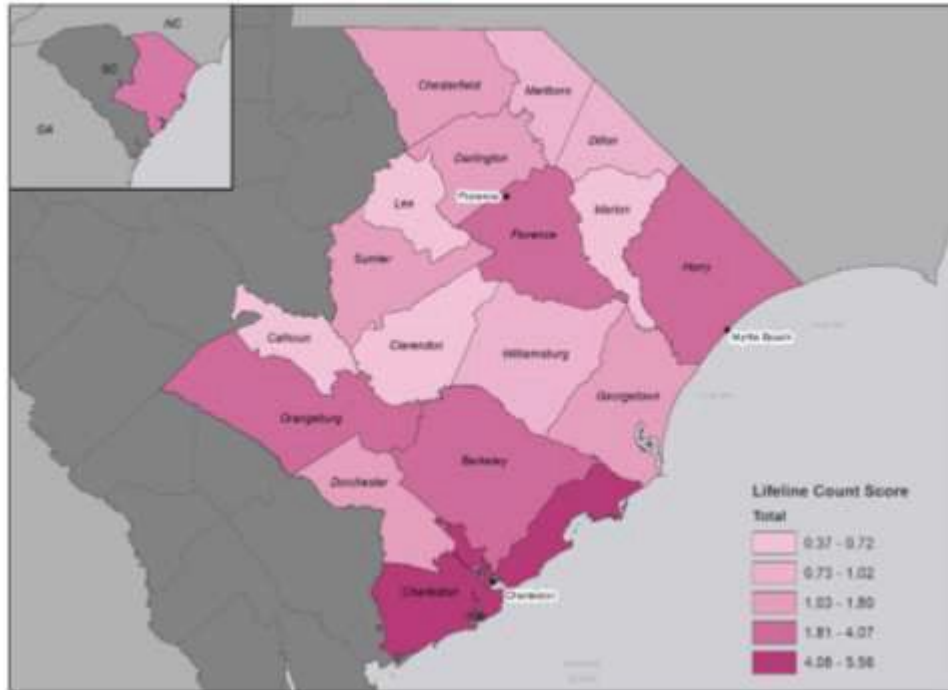 NC
SC
GA
Chesterfield
Marlboro
Dillon
Darlington
Lee
Florence
Marion
Florence
Horry
Sumter
Myrtle Beach
Calhoun
Clarendon
Williamsburg
Georgetown
Orangeburg
Berkeley
Dorchester
Charleston
Charleston
Lifeline Count Score
Total
0.37 - 0.72
0.73 - 1.02
1.03 - 1.80
1.81 - 4.07
4.08 - 5.56